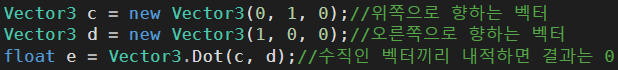 Vector3 c = new Vector3(0, 1, 0);//위쪽으로 향하는 벡터
Vector3 d = new Vector3(1, 0, 0);//오른쪽으로 향하는 벡터
float e = Vector3.Dot(c, d);//수직인 벡터끼리 내적하면 결과는 0